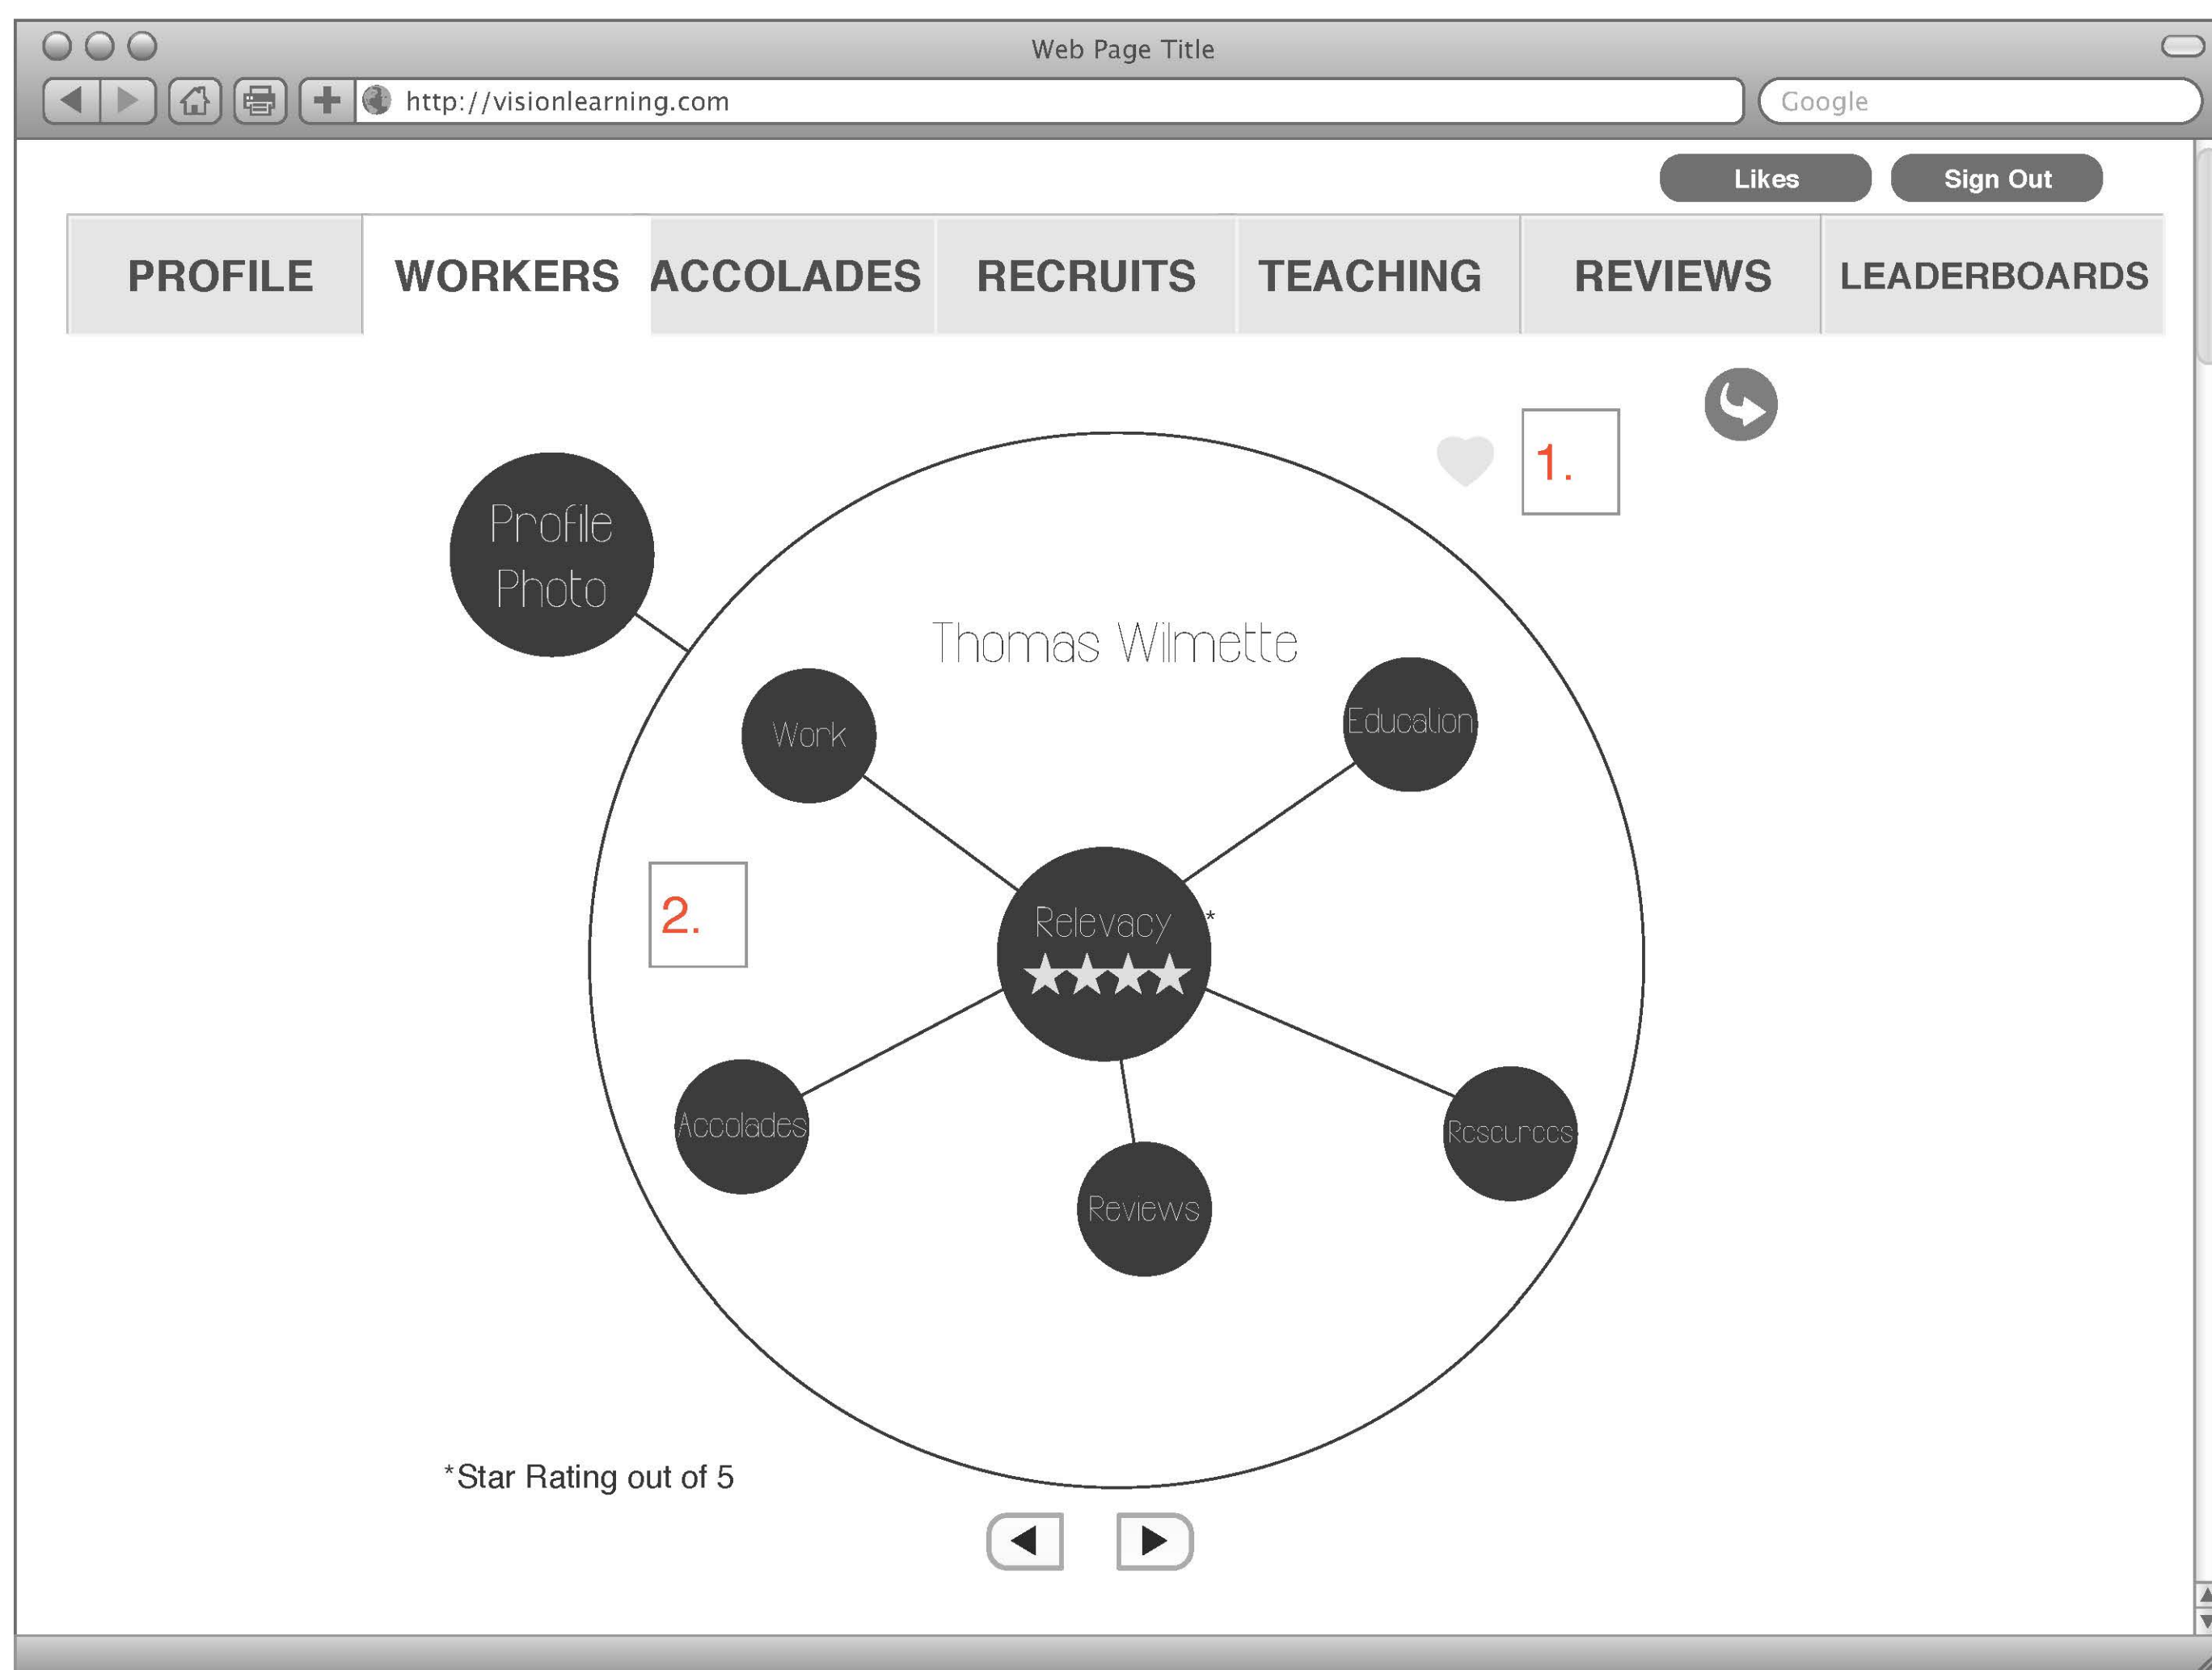 Web Page Title
http://visionlearning.com
Google
Likes
Sign Out
PROFILE
WORKERS
ACCOLADES
RECRUITS
TEACHING
REVIEWS
LEADERBOARDS
1.
Profile
Photo
Thomas Wilmette
Work
Education
2.
Relevacy *
Accolades
Resources
Reviews
*Star Rating out of 5